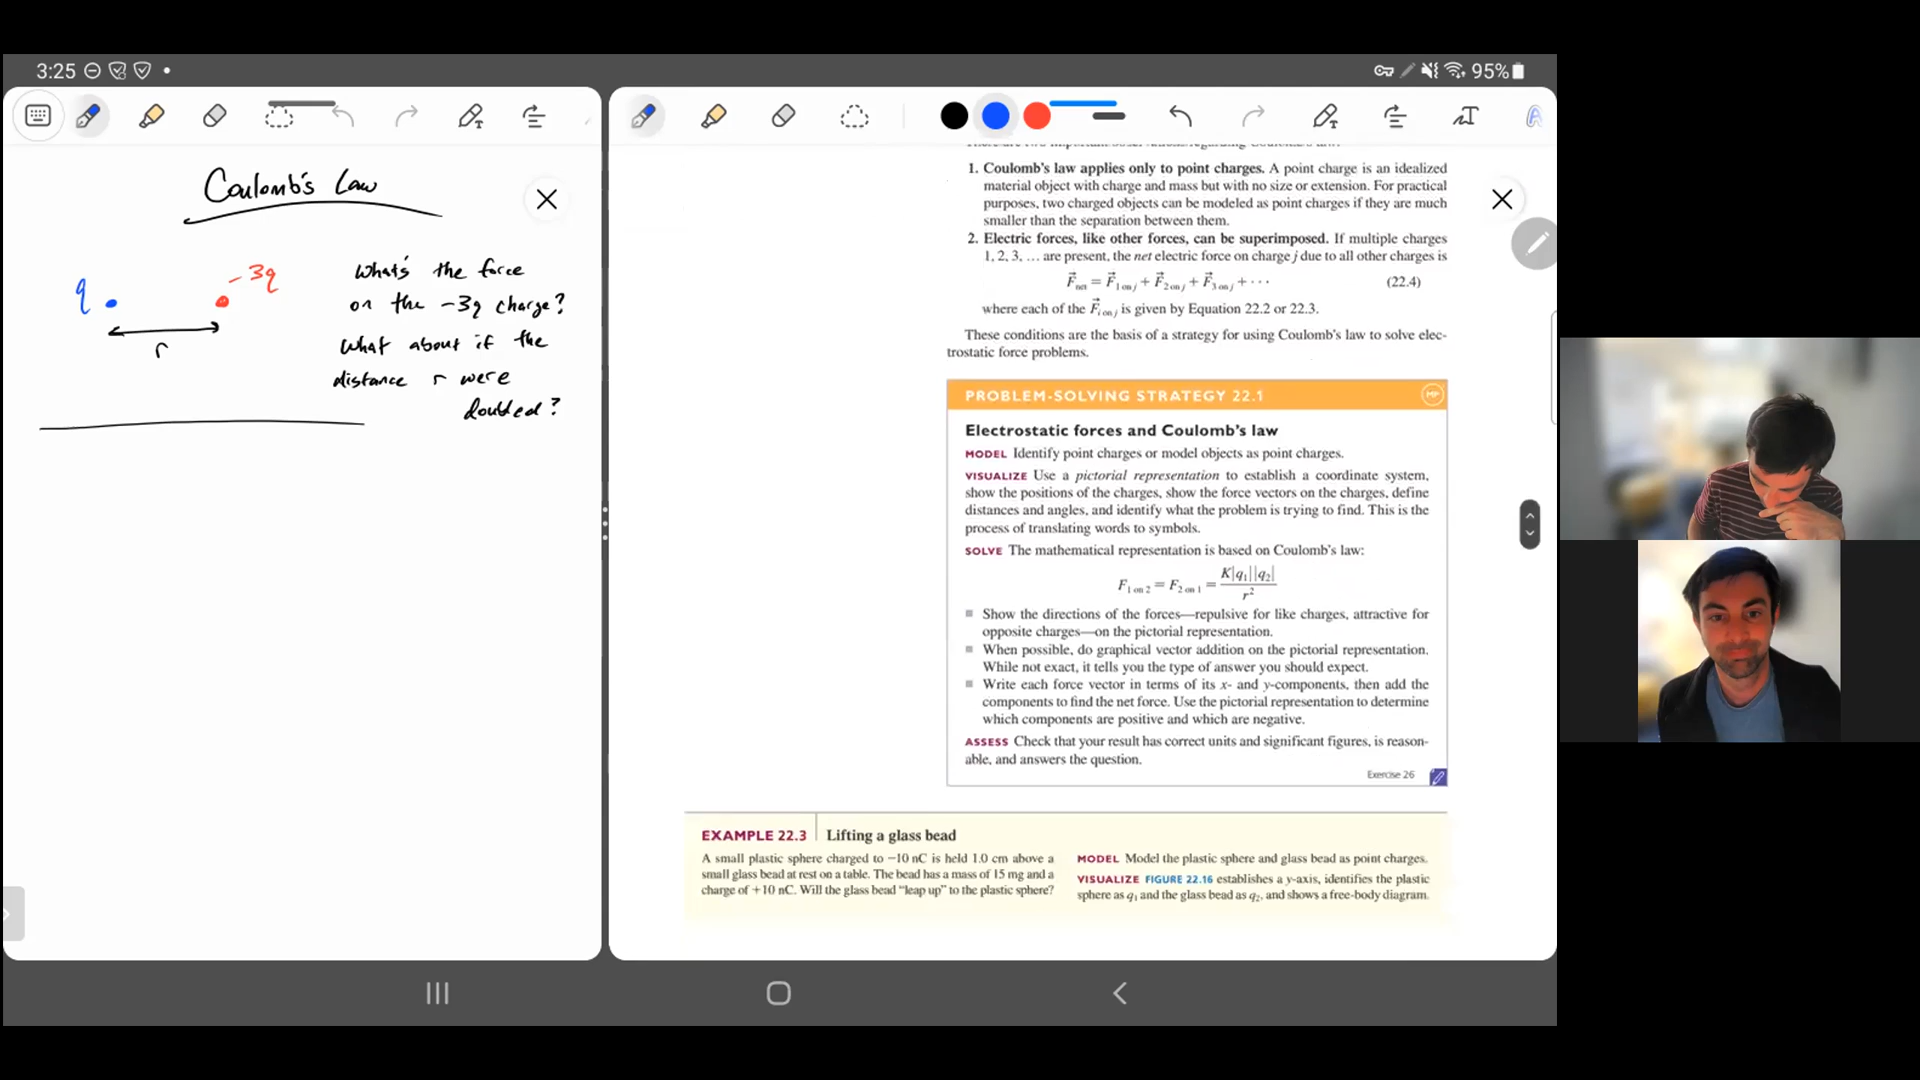 3:25
95%
Coulomb's Law
q
-3q
r
What's the force
on the -3q charge?
What about if the
distance r were
doubled?
1. Coulomb's law applies only to point charges. A point charge is an idealized
material object with charge and mass but with no size or extension. For practical
purposes, two charged objects can be modeled as point charges if they are much
smaller than the separation between them.
2. Electric forces, like other forces, can be superimposed. If multiple charges
1, 2, 3, … are present, the net electric force on charge j due to all other charges is
F⃗net = F⃗1 on j + F⃗2 on j + F⃗3 on j + ··· (22.4)
where each of the F⃗i on j is given by Equation 22.2 or 22.3.
These conditions are the basis of a strategy for using Coulomb's law to solve elec-
trostatic force problems.
PROBLEM-SOLVING STRATEGY 22.1
MP
Electrostatic forces and Coulomb's law
MODEL Identify point charges or model objects as point charges.
VISUALIZE Use a pictorial representation to establish a coordinate system,
show the positions of the charges, show the force vectors on the charges, define
distances and angles, and identify what the problem is trying to find. This is the
process of translating words to symbols.
SOLVE The mathematical representation is based on Coulomb's law:
F1 on 2 = F2 on 1 = K|q1||q2| / r²
■ Show the directions of the forces—repulsive for like charges, attractive for
opposite charges—on the pictorial representation.
■ When possible, do graphical vector addition on the pictorial representation.
While not exact, it tells you the type of answer you should expect.
■ Write each force vector in terms of its x- and y-components, then add the
components to find the net force. Use the pictorial representation to determine
which components are positive and which are negative.
ASSESS Check that your result has correct units and significant figures, is reason-
able, and answers the question.
Exercise 26
EXAMPLE 22.3 Lifting a glass bead
A small plastic sphere charged to −10 nC is held 1.0 cm above a
small glass bead at rest on a table. The bead has a mass of 15 mg and a
charge of +10 nC. Will the glass bead "leap up" to the plastic sphere?
MODEL Model the plastic sphere and glass bead as point charges.
VISUALIZE FIGURE 22.16 establishes a y-axis, identifies the plastic
sphere as q1 and the glass bead as q2, and shows a free-body diagram.